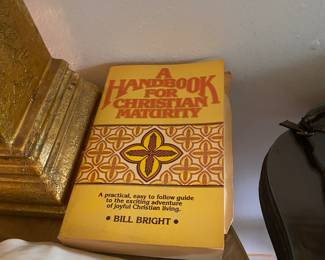 A
HANDBOOK
FOR
CHRISTIAN
MATURITY
A practical, easy to follow guide
to the exciting adventure
of joyful Christian living.
• BILL BRIGHT •